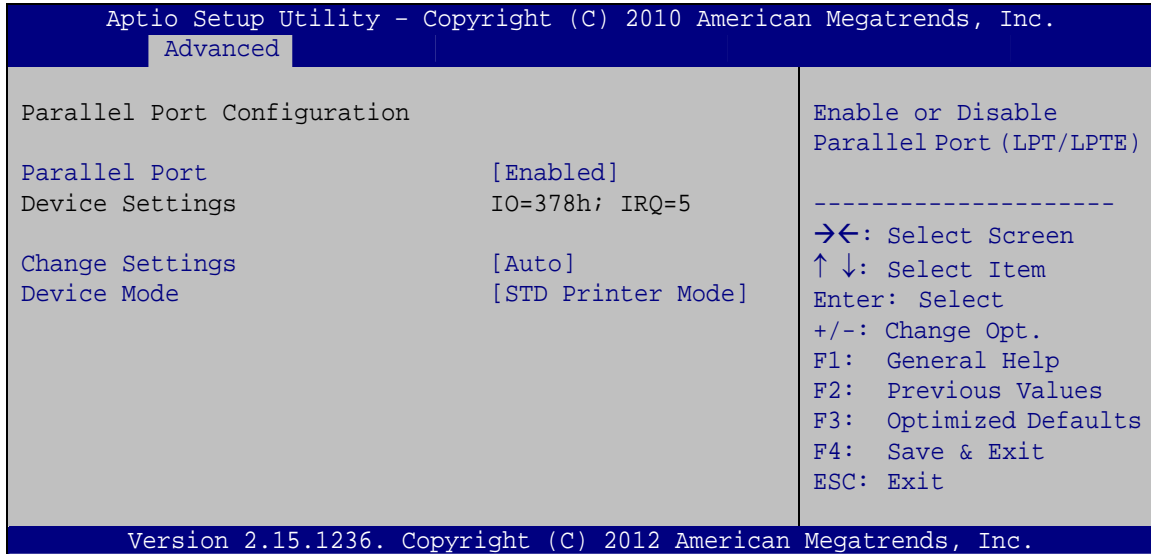 Aptio Setup Utility – Copyright (C) 2010 American Megatrends, Inc.
Advanced
Parallel Port Configuration
Parallel Port [Enabled]
Device Settings IO=378h; IRQ=5
Change Settings [Auto]
Device Mode [STD Printer Mode]
Enable or Disable
Parallel Port (LPT/LPTE)
---------------------
→←: Select Screen
↑ ↓: Select Item
Enter: Select
+/-: Change Opt.
F1: General Help
F2: Previous Values
F3: Optimized Defaults
F4: Save & Exit
ESC: Exit
Version 2.15.1236. Copyright (C) 2012 American Megatrends, Inc.